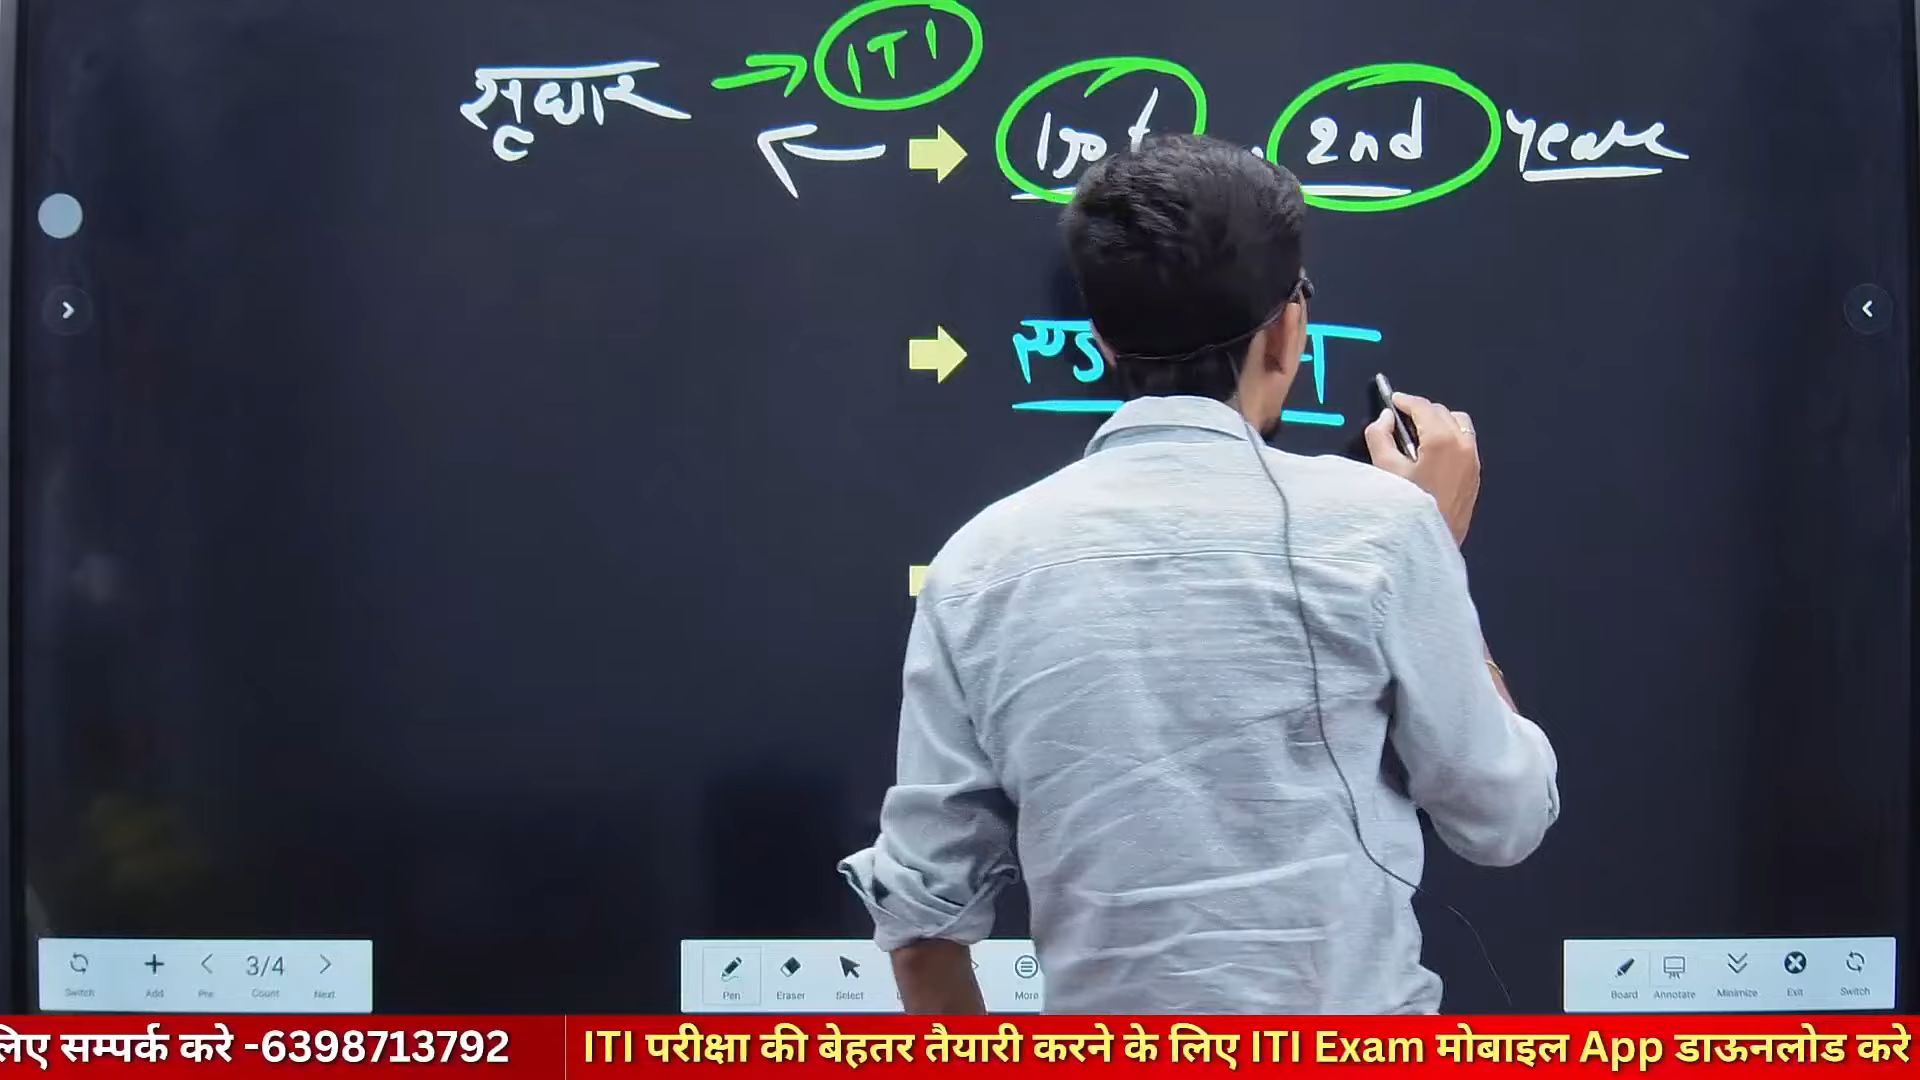 सुधार → ITI
1st, 2nd year
3/4
Switch Add Pre Count Next
Pen Eraser Select More
Board Annotate Minimize Exit Switch
लिए सम्पर्क करे -6398713792
ITI परीक्षा की बेहतर तैयारी करने के लिए ITI Exam मोबाइल App डाऊनलोड करे